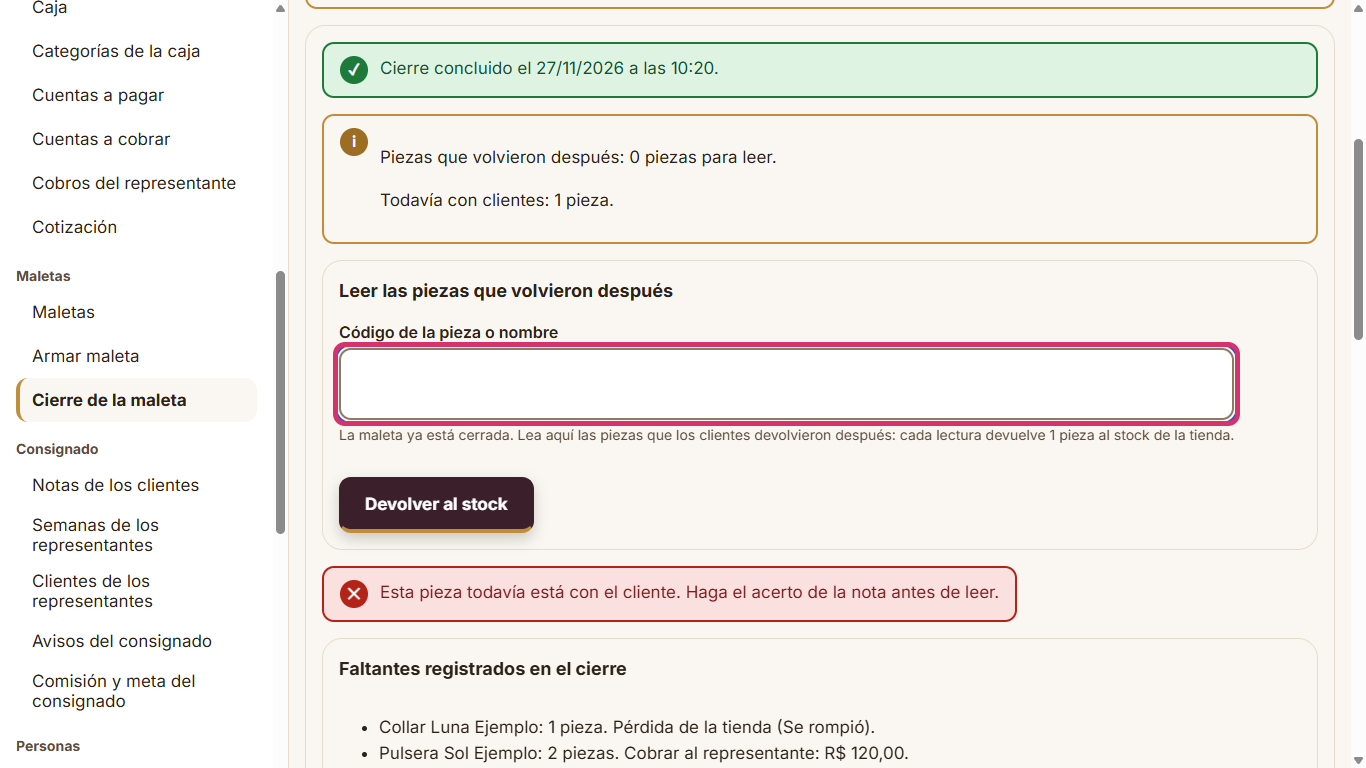 Caja
Categorías de la caja
Cuentas a pagar
Cuentas a cobrar
Cobros del representante
Cotización
Maletas
Maletas
Armar maleta
Cierre de la maleta
Consignado
Notas de los clientes
Semanas de los
representantes
Clientes de los
representantes
Avisos del consignado
Comisión y meta del
consignado
Personas
Cierre concluido el 27/11/2026 a las 10:20.
Piezas que volvieron después: 0 piezas para leer.
Todavía con clientes: 1 pieza.
Leer las piezas que volvieron después
Código de la pieza o nombre
La maleta ya está cerrada. Lea aquí las piezas que los clientes devolvieron después: cada lectura devuelve 1 pieza al stock de la tienda.
Devolver al stock
Esta pieza todavía está con el cliente. Haga el acerto de la nota antes de leer.
Faltantes registrados en el cierre
• Collar Luna Ejemplo: 1 pieza. Pérdida de la tienda (Se rompió).
• Pulsera Sol Ejemplo: 2 piezas. Cobrar al representante: R$ 120,00.